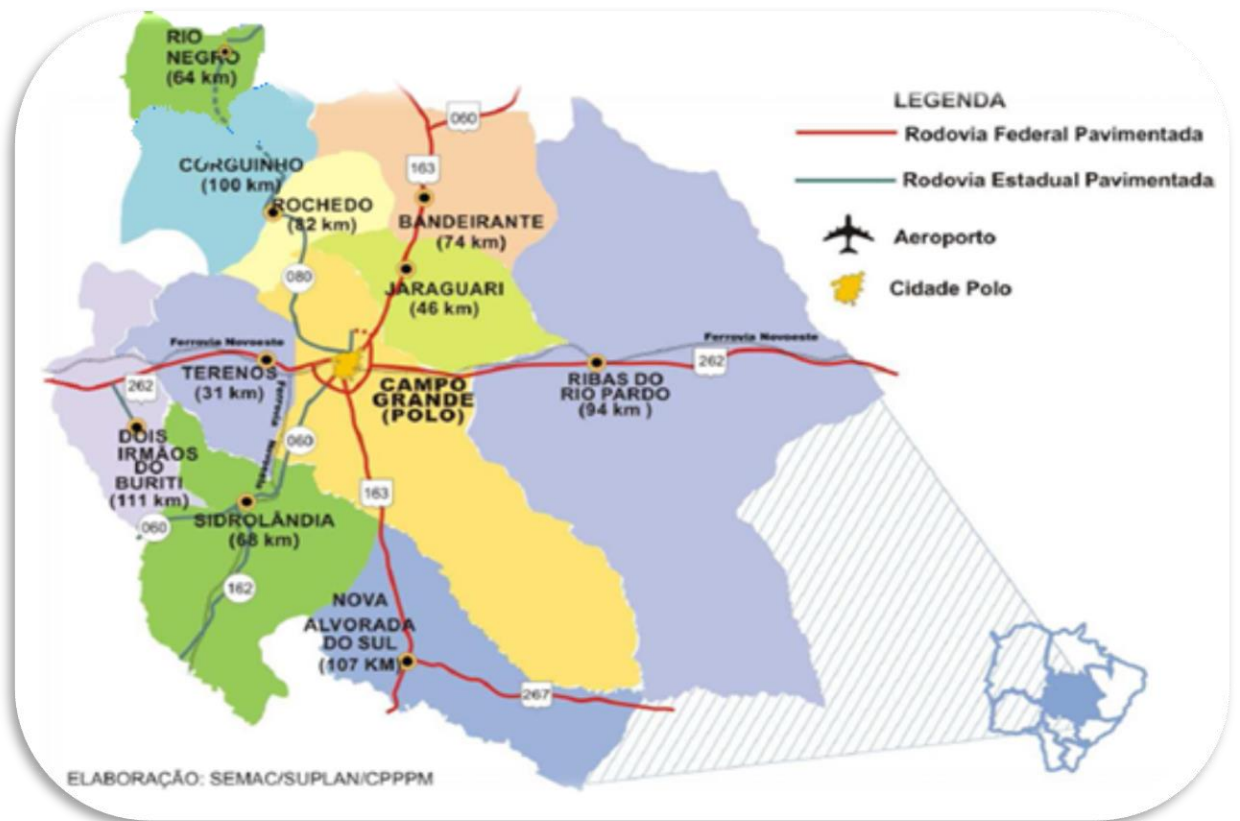 RIO
NEGRO
(64 km)
060
LEGENDA
Rodovia Federal Pavimentada
163
CORGUINHO
(100 km)
Rodovia Estadual Pavimentada
ROCHEDO
(82 km)
BANDEIRANTE
(74 km)
Aeroporto
080
JARAGUARI
(46 km)
Cidade Polo
Ferrovia Novoeste
Ferrovia Novoeste
TERENOS
(31 km)
262
262
CAMPO
GRANDE
(POLO)
RIBAS DO
RIO PARDO
(94 km )
Ferrovia Novoeste
DOIS
IRMÃOS
DO
BURITI
(111 km)
060
163
060
SIDROLÂNDIA
(68 km)
162
NOVA
ALVORADA
DO SUL
(107 KM)
267
ELABORAÇÃO: SEMAC/SUPLAN/CPPPM